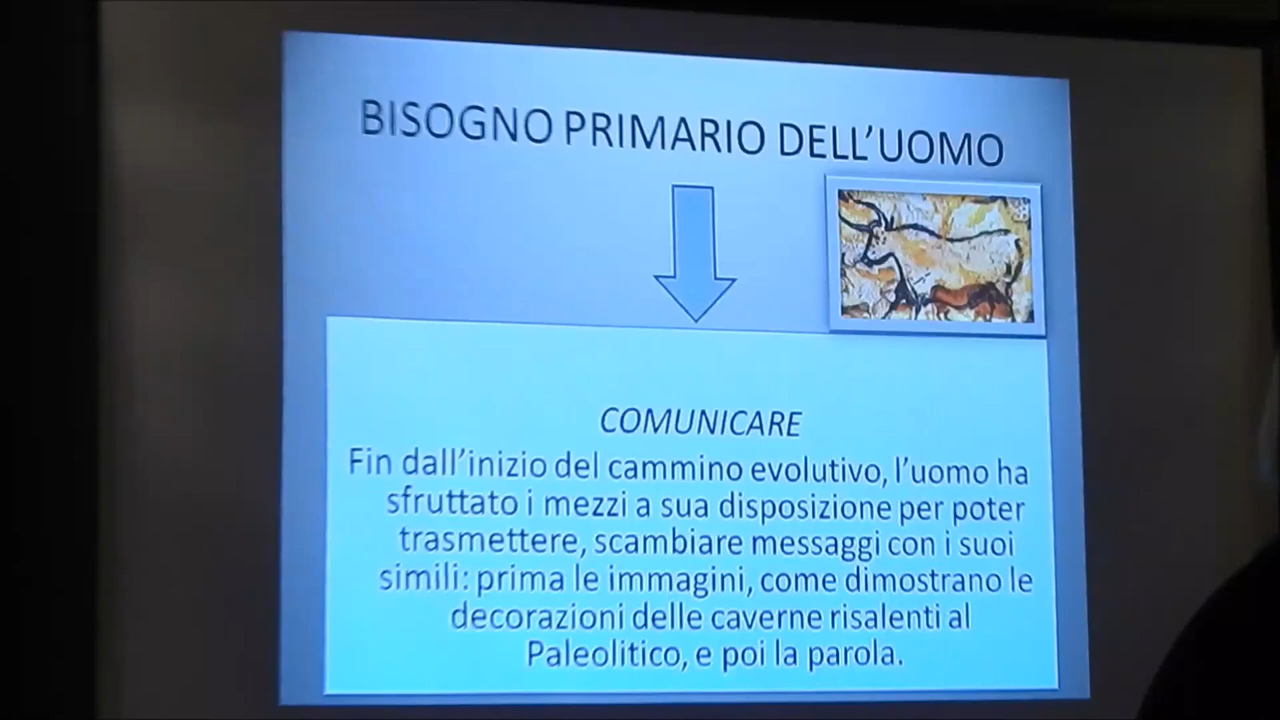 BISOGNO PRIMARIO DELL'UOMO
COMUNICARE
Fin dall'inizio del cammino evolutivo, l'uomo ha
sfruttato i mezzi a sua disposizione per poter
trasmettere, scambiare messaggi con i suoi
simili: prima le immagini, come dimostrano le
decorazioni delle caverne risalenti al
Paleolitico, e poi la parola.